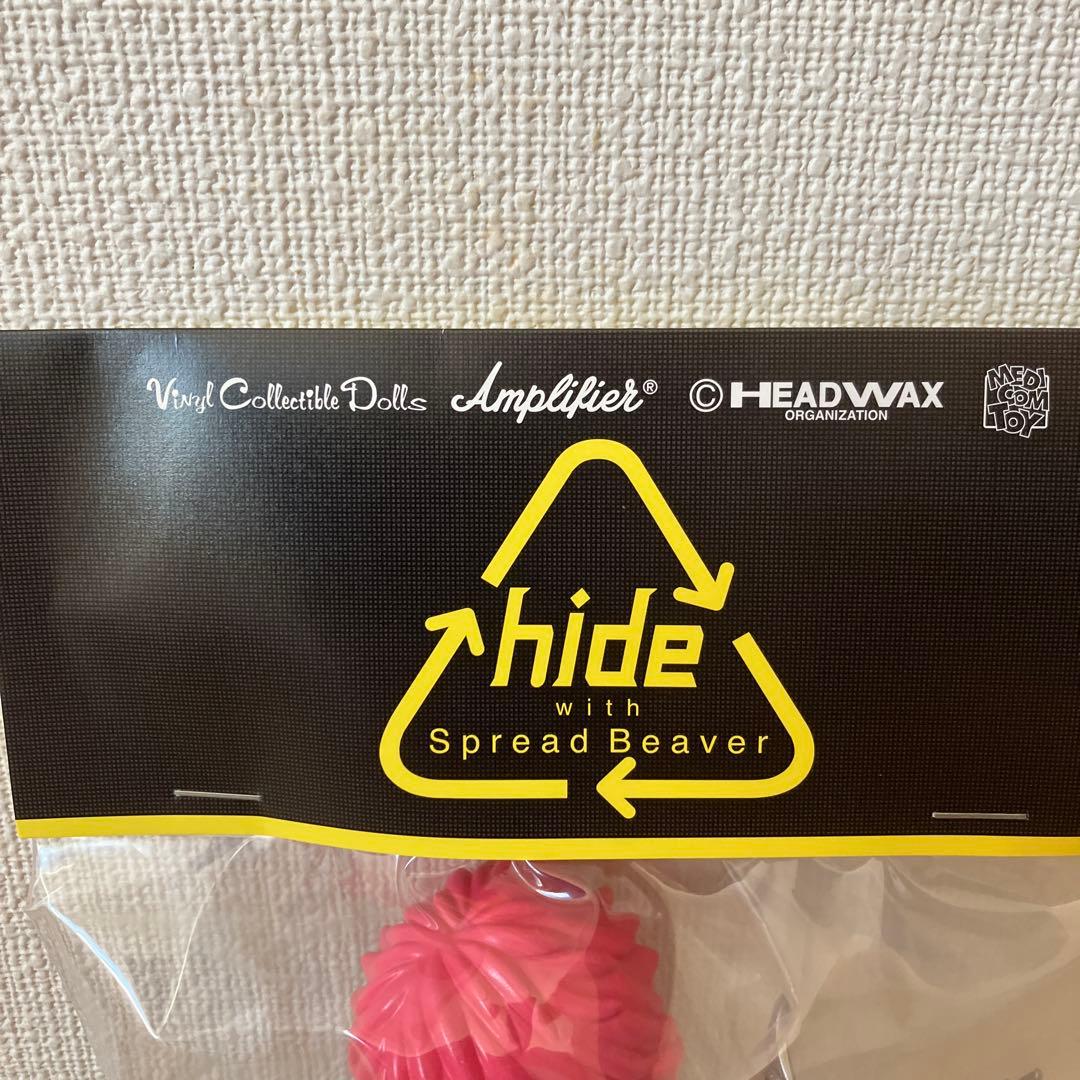 Vinyl Collectible Dolls Amplifier® © HEADWAX
ORGANIZATION
MEDI
COM
TOY
hide
with
Spread Beaver